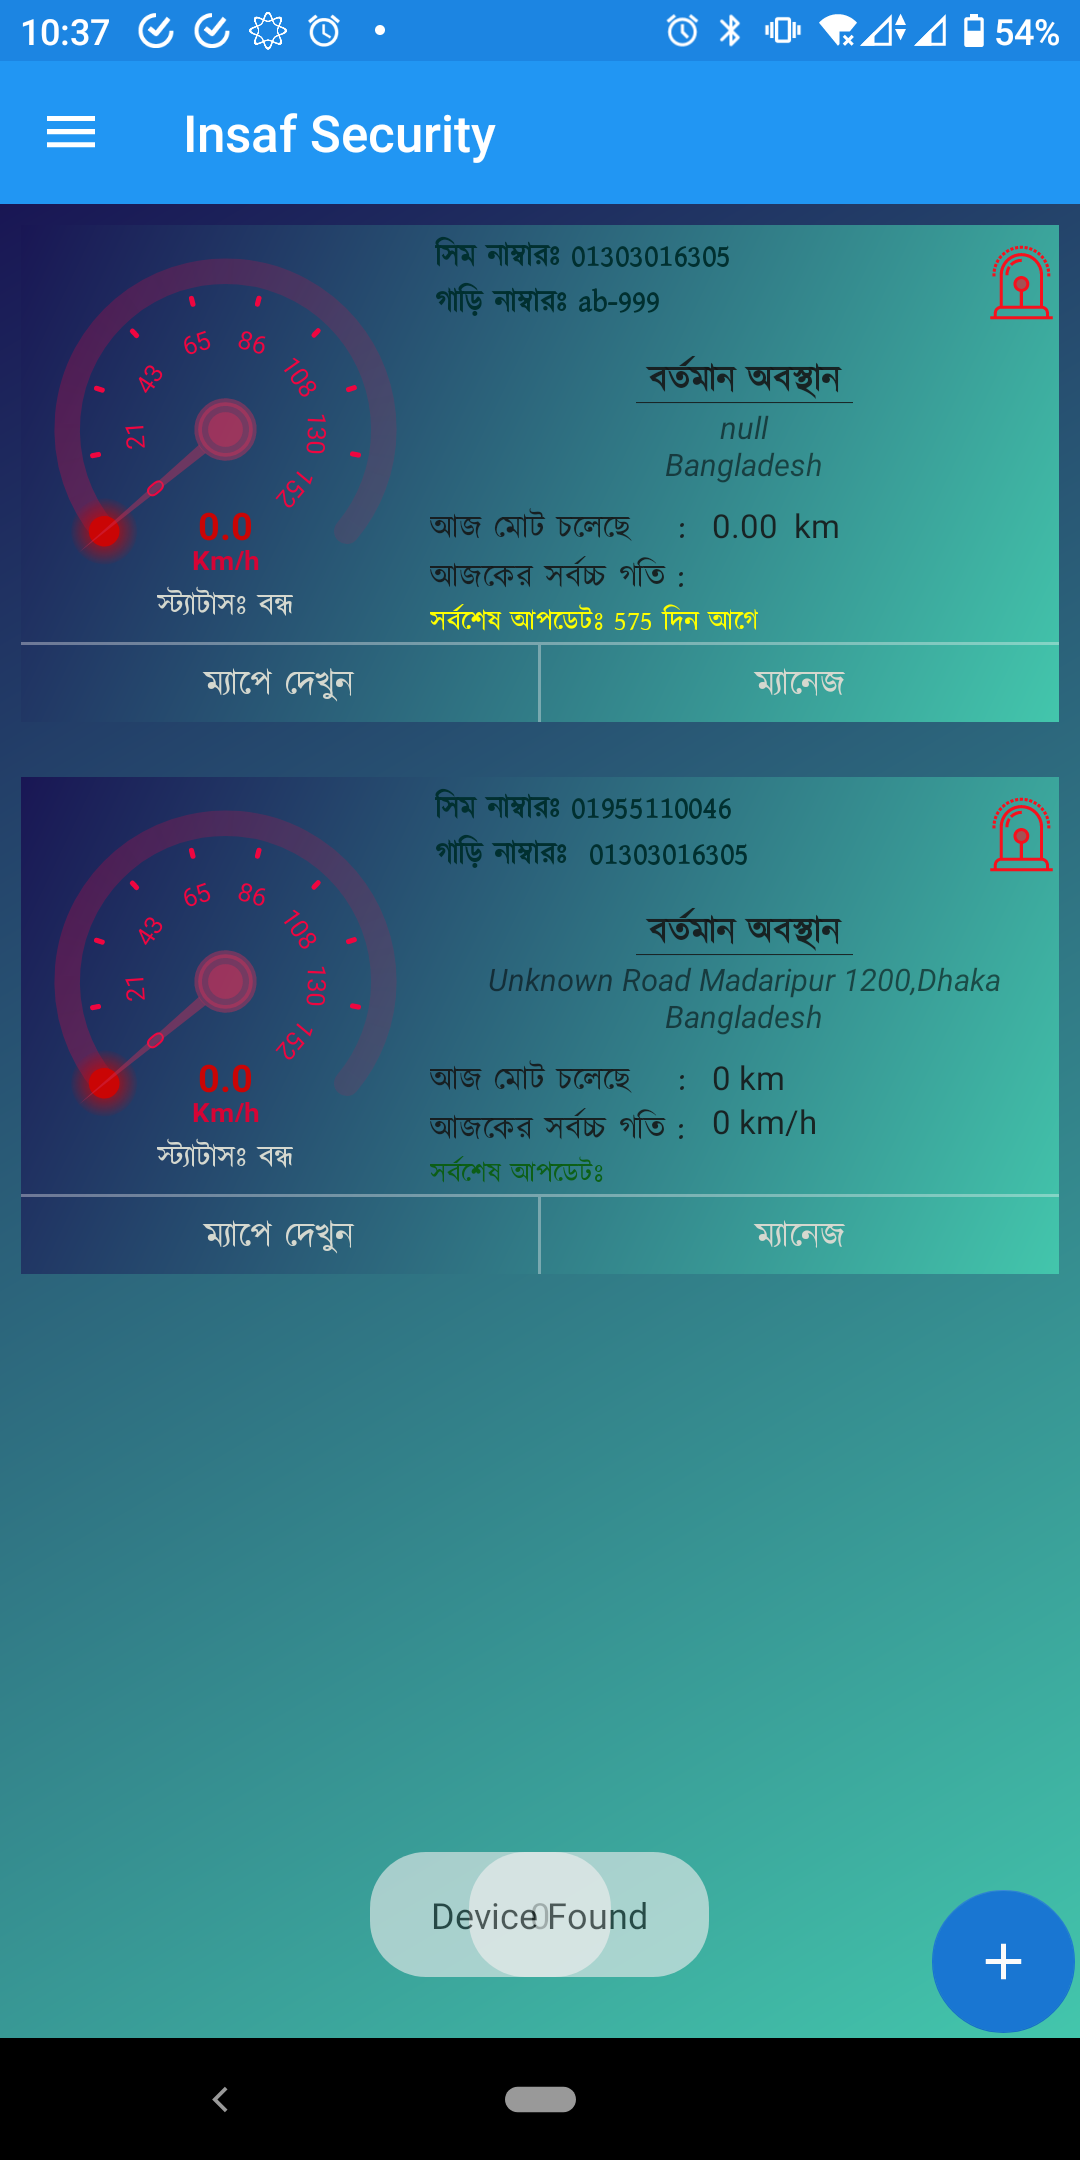 10:37 54%
Insaf Security
সিম নাম্বারঃ 01303016305
গাড়ি নাম্বারঃ ab-999
0 21 43 65 86 108 130 152
বর্তমান অবস্থান
null
Bangladesh
0.0
Km/h
স্ট্যাটাসঃ বন্ধ
আজ মোট চলেছে : 0.00 km
আজকের সর্বচ্চ গতি :
সর্বশেষ আপডেটঃ 575 দিন আগে
ম্যাপে দেখুন ম্যানেজ
সিম নাম্বারঃ 01955110046
গাড়ি নাম্বারঃ 01303016305
0 21 43 65 86 108 130 152
বর্তমান অবস্থান
Unknown Road Madaripur 1200,Dhaka
Bangladesh
0.0
Km/h
স্ট্যাটাসঃ বন্ধ
আজ মোট চলেছে : 0 km
আজকের সর্বচ্চ গতি : 0 km/h
সর্বশেষ আপডেটঃ
ম্যাপে দেখুন ম্যানেজ
Device Found
0